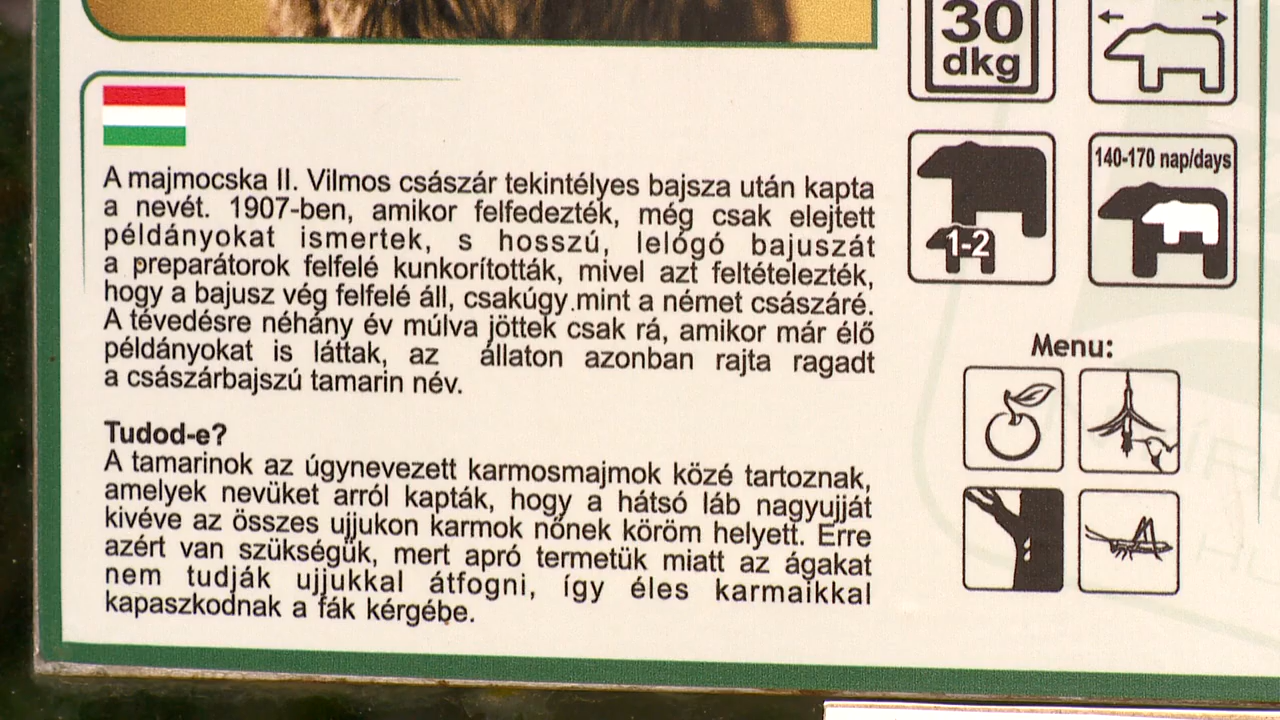 30
dkg
A majmocska II. Vilmos császár tekintélyes bajsza után kapta
a nevét. 1907-ben, amikor felfedezték, még csak elejtett
példányokat ismertek, s hosszú, lelógó bajuszát
a preparátorok felfelé kunkorították, mivel azt feltételezték,
hogy a bajusz vég felfelé áll, csakúgy mint a német császáré.
A tévedésre néhány év múlva jöttek csak rá, amikor már élő
példányokat is láttak, az állaton azonban rajta ragadt
a császárbajszú tamarin név.
Tudod-e?
A tamarinok az úgynevezett karmosmajmok közé tartoznak,
amelyek nevüket arról kapták, hogy a hátsó láb nagyujját
kivéve az összes ujjukon karmok nőnek köröm helyett. Erre
azért van szükségük, mert apró termetük miatt az ágakat
nem tudják ujjukkal átfogni, így éles karmaikkal
kapaszkodnak a fák kérgébe.
140-170 nap/days
1-2
Menu: